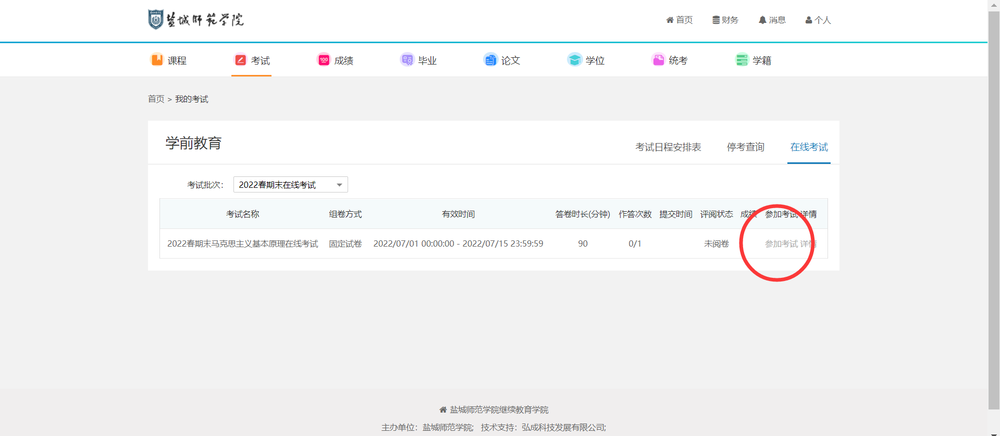 盐城师范学院
首页 财务 消息 个人
课程 考试 100 成绩 毕业 论文 学位 统考 学籍
首页 > 我的考试
学前教育
考试日程安排表 停考查询 在线考试
考试批次： 2022春期末在线考试
考试名称 组卷方式 有效时间 答卷时长(分钟) 作答次数 提交时间 评阅状态 成绩 参加考试 详情
2022春期末马克思主义基本原理在线考试 固定试卷 2022/07/01 00:00:00 - 2022/07/15 23:59:59 90 0/1 未阅卷 参加考试 详情
盐城师范学院继续教育学院
主办单位：盐城师范学院; 技术支持：弘成科技发展有限公司;